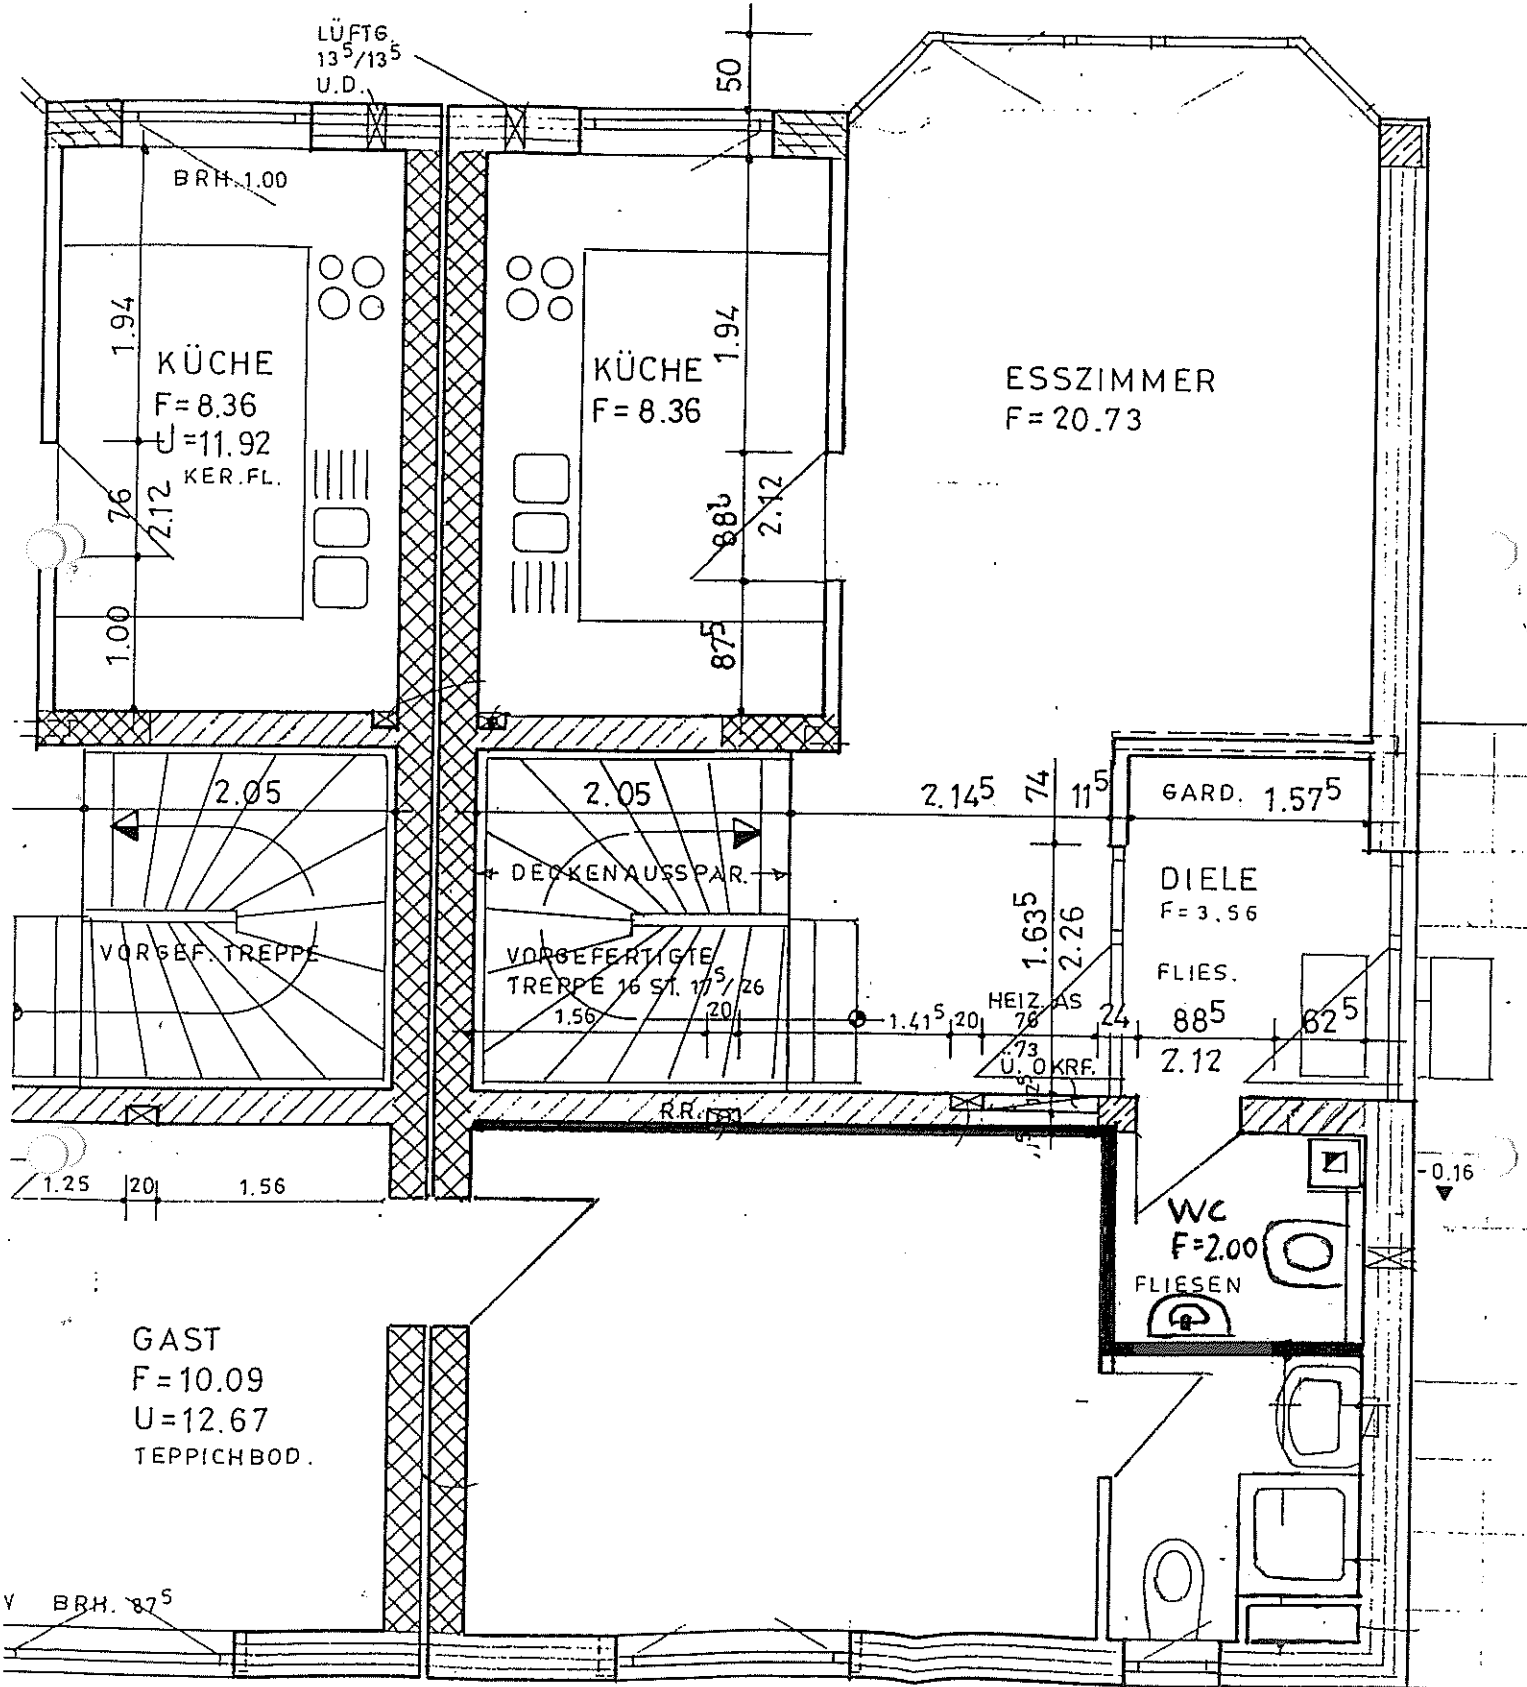 LÜFTG.
13⁵/13⁵
U.D.
50
BRH. 1.00
1.94
KÜCHE
F=8.36
U=11.92
KER.FL.
76
2.12
1.00
1.94
KÜCHE
F=8.36
2.12
87⁵
ESSZIMMER
F=20.73
2.05
2.05
2.14⁵
74
11⁵
GARD. 1.57⁵
DECKENAUSSPAR.
DIELE
F=3.56
FLIES.
1.63⁵
2.26
VORGEF. TREPPE
VORGEFERTIGTE
TREPPE 16 ST. 17⁵/26
1.56
20
1.41⁵
20
HEIZ. AS
76
73
Ü. OKRF.
24
88⁵
2.12
62⁵
R.R.
1.25
20
1.56
-0.16
WC
F=2.00
FLIESEN
GAST
F=10.09
U=12.67
TEPPICHBOD.
BRH. 87⁵